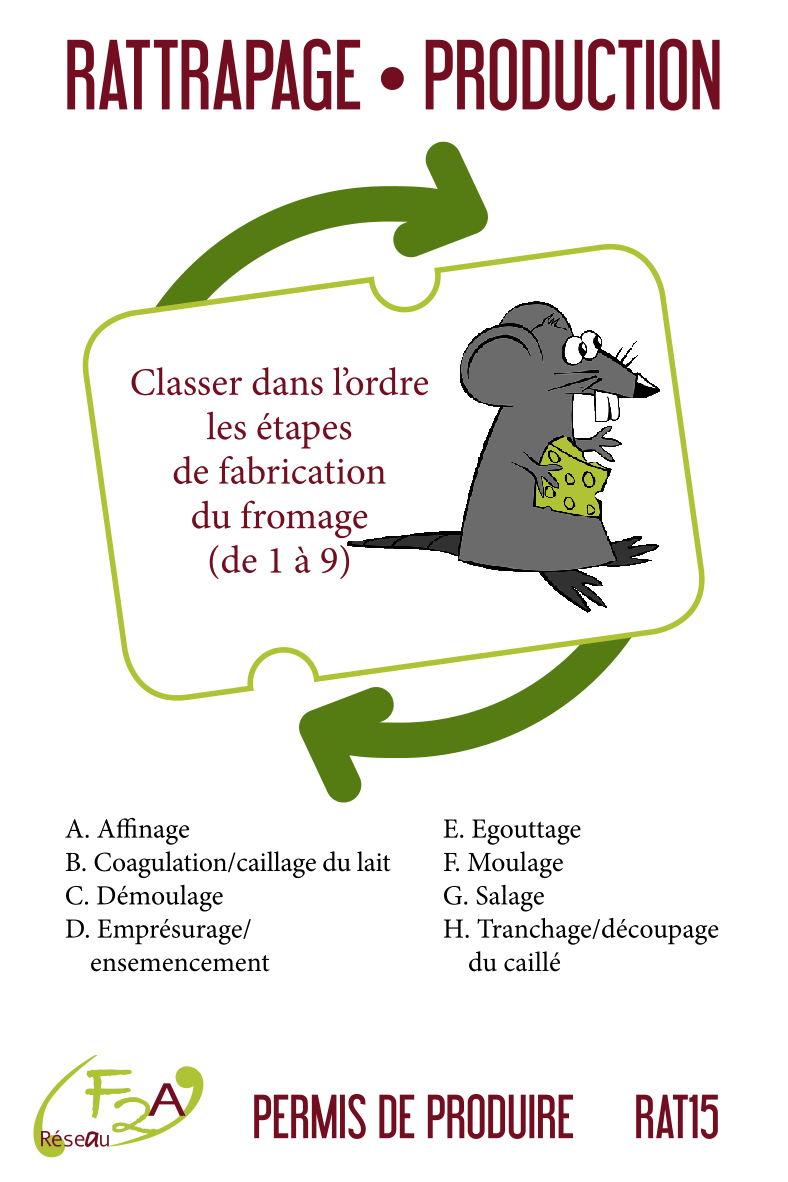 RATTRAPAGE • PRODUCTION
Classer dans l’ordre
les étapes
de fabrication
du fromage
(de 1 à 9)
A. Affinage
B. Coagulation/caillage du lait
C. Démoulage
D. Emprésurage/
ensemencement
E. Egouttage
F. Moulage
G. Salage
H. Tranchage/découpage
du caillé
F2A
Réseau
PERMIS DE PRODUIRE
RAT15